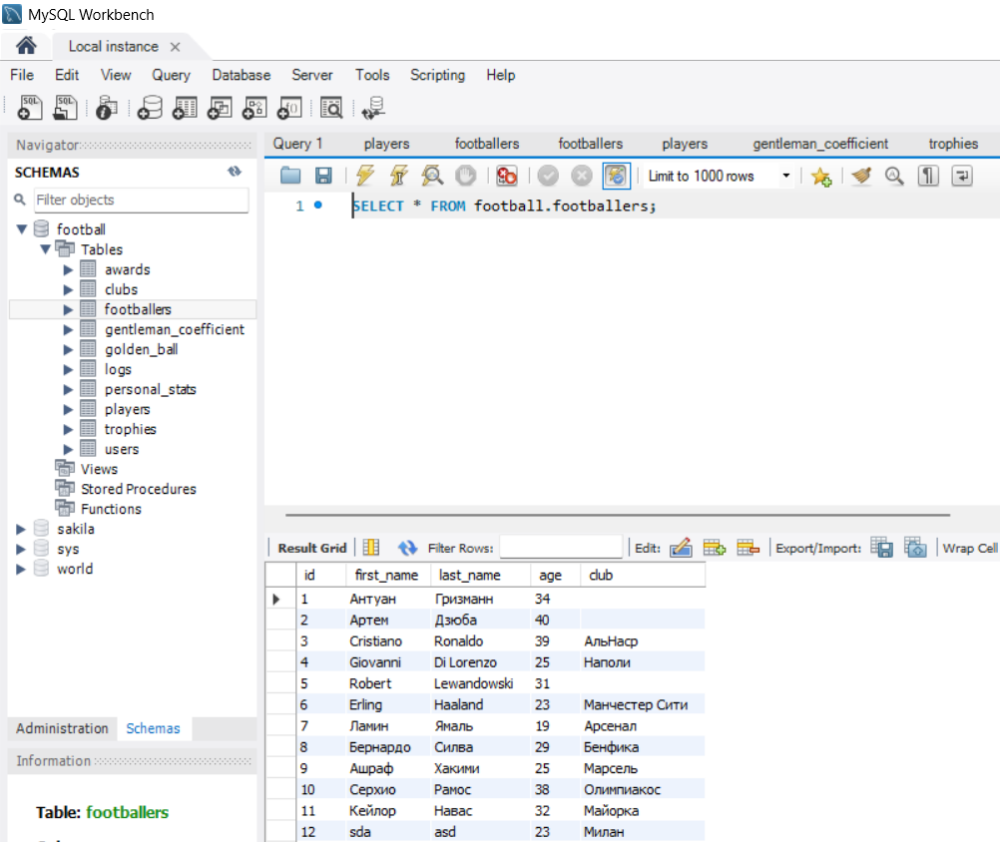 MySQL Workbench
Local instance
File Edit View Query Database Server Tools Scripting Help
Navigator
SCHEMAS
Filter objects
football
Tables
awards
clubs
footballers
gentleman_coefficient
golden_ball
logs
personal_stats
players
trophies
users
Views
Stored Procedures
Functions
sakila
sys
world
Administration Schemas
Information
Table: footballers
Query 1 players footballers footballers players gentleman_coefficient trophies
Limit to 1000 rows
1 SELECT * FROM football.footballers;
Result Grid Filter Rows: Edit: Export/Import: Wrap Cell
id first_name last_name age club
1 Антуан Гризманн 34
2 Артем Дзюба 40
3 Cristiano Ronaldo 39 АльНаср
4 Giovanni Di Lorenzo 25 Наполи
5 Robert Lewandowski 31
6 Erling Haaland 23 Манчестер Сити
7 Ламин Ямаль 19 Арсенал
8 Бернардо Силва 29 Бенфика
9 Ашраф Хакими 25 Марсель
10 Серхио Рамос 38 Олимпиакос
11 Кейлор Навас 32 Майорка
12 sda asd 23 Милан